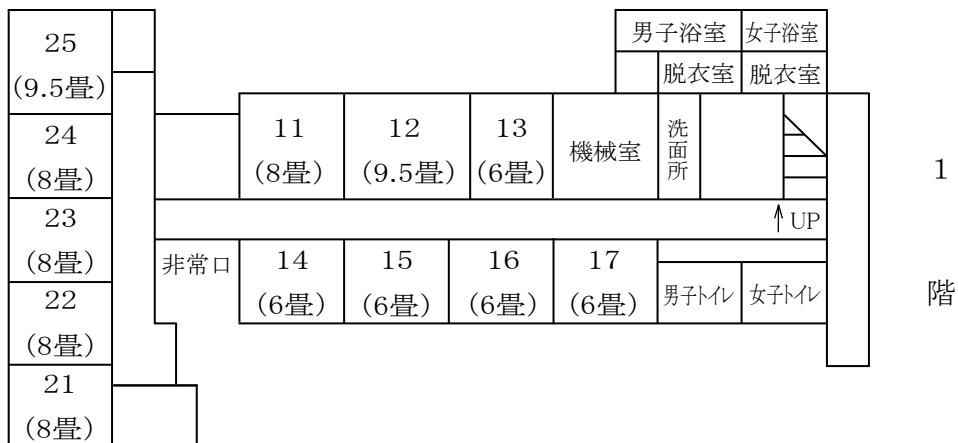 男子浴室 女子浴室
脱衣室 脱衣室
25
(9.5畳)
24
(8畳)
23
(8畳)
22
(8畳)
21
(8畳)
11
(8畳)
12
(9.5畳)
13
(6畳)
機械室
洗面所
↑UP
非常口
14
(6畳)
15
(6畳)
16
(6畳)
17
(6畳)
男子トイレ 女子トイレ
1階